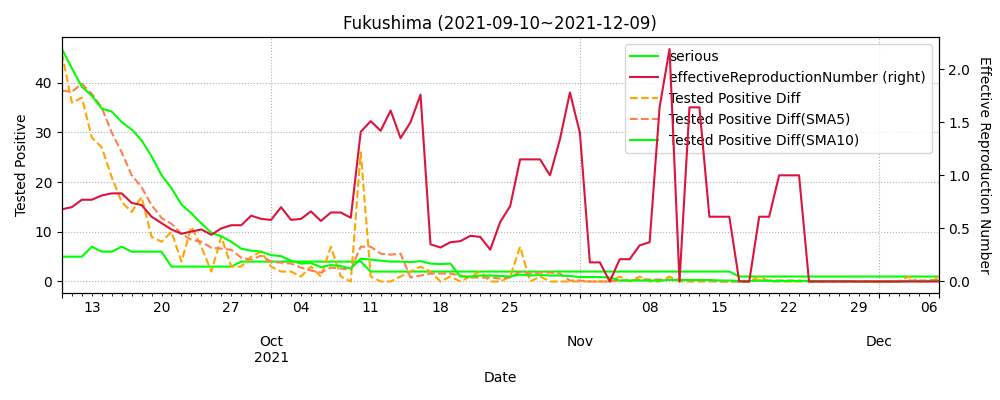 Fukushima (2021-09-10~2021-12-09)
serious
effectiveReproductionNumber (right)
Tested Positive Diff
Tested Positive Diff(SMA5)
Tested Positive Diff(SMA10)
Tested Positive
40
30
20
10
0
Effective Reproduction Number
2.0
1.5
1.0
0.5
0.0
13 20 27 04 11 18 25 08 15 22 29 06
Oct Nov Dec
2021
Date